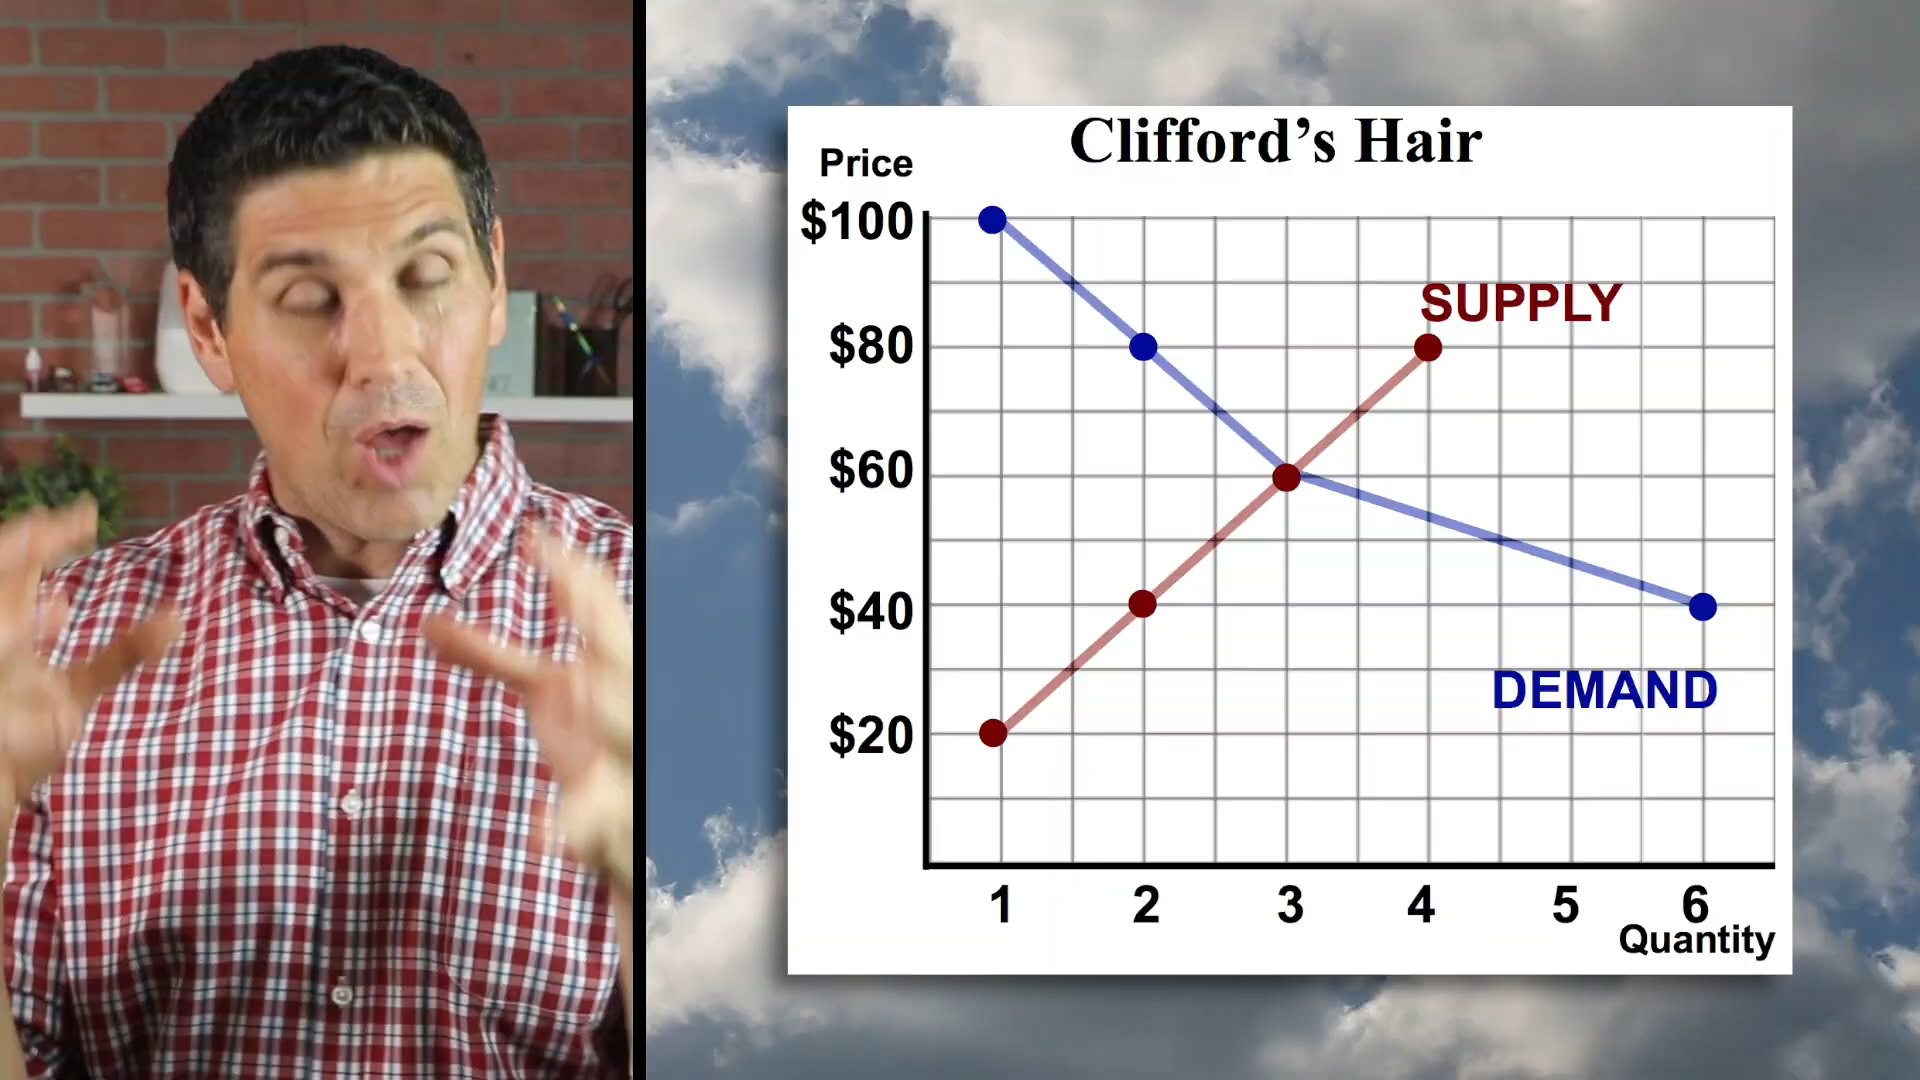 Clifford's Hair
Price
$100
SUPPLY
$80
$60
$40
DEMAND
$20
1 2 3 4 5 6
Quantity